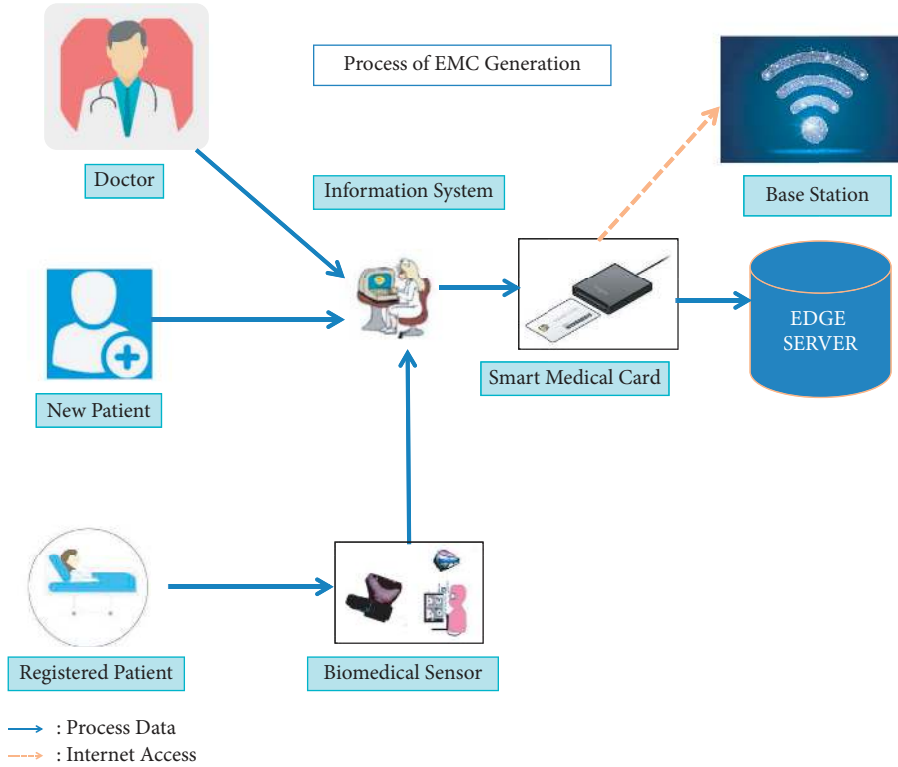 Process of EMC Generation
Doctor
Information System
Base Station
New Patient
Smart Medical Card
EDGE
SERVER
Registered Patient
Biomedical Sensor
: Process Data
: Internet Access